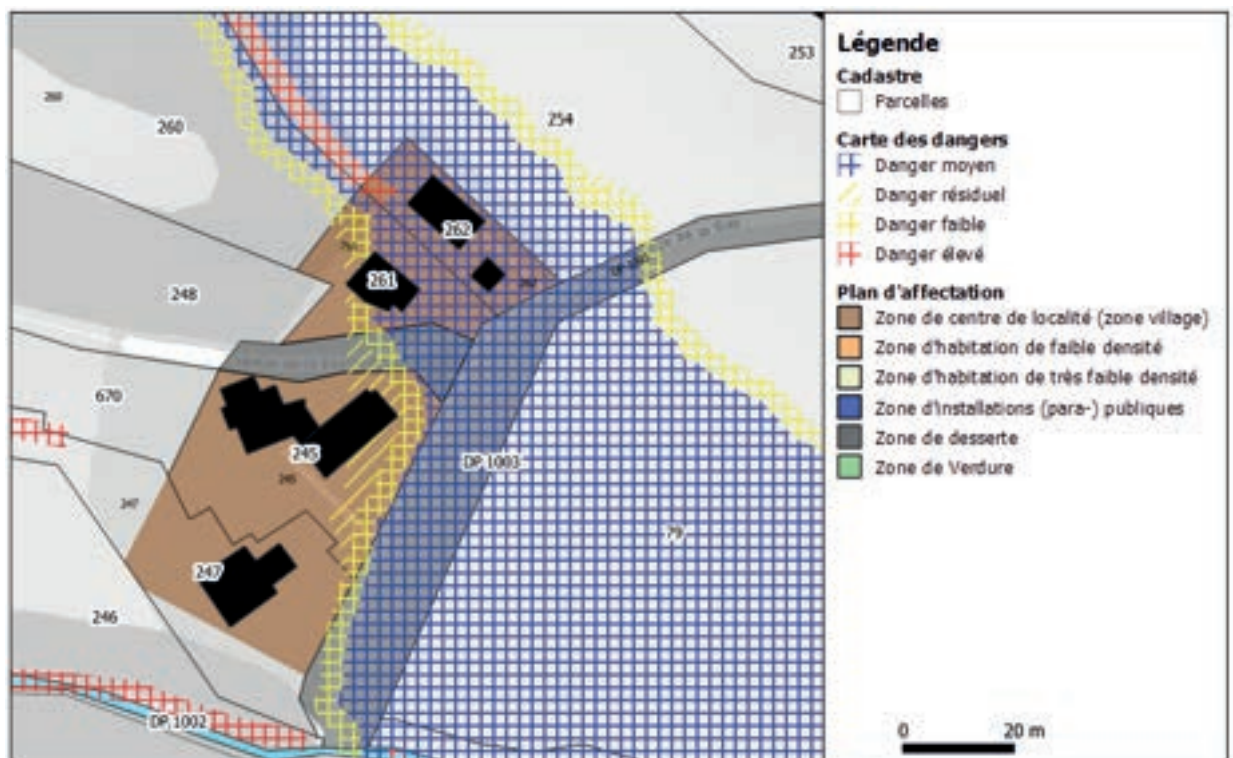 Légende
Cadastre
Parcelles
Carte des dangers
Danger moyen
Danger résiduel
Danger faible
Danger élevé
Plan d'affectation
Zone de centre de localité (zone village)
Zone d'habitation de faible densité
Zone d'habitation de très faible densité
Zone d'installations (para-) publiques
Zone de desserte
Zone de Verdure
0 20 m
253
254
260
260
262
261
248
670
245
245
DP 1003
79
247
247
246
DP 1002